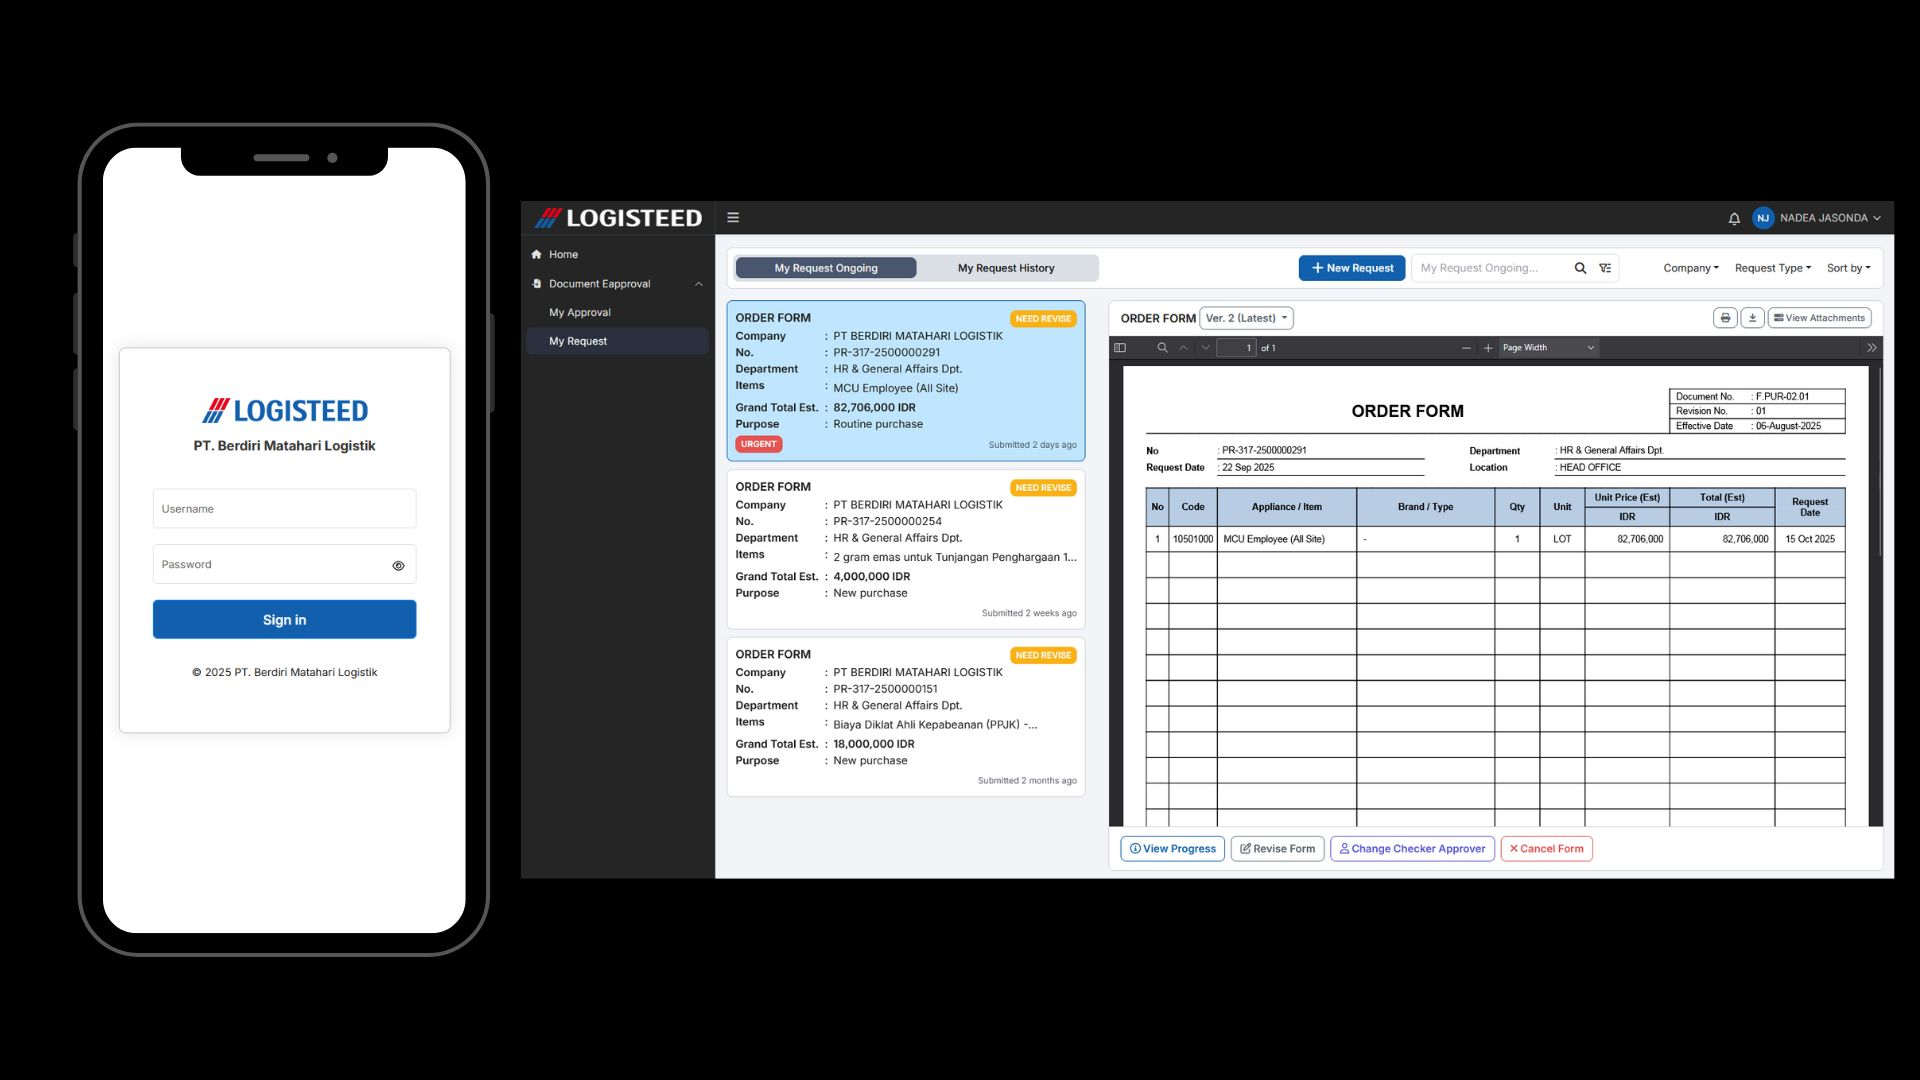 LOGISTEED
PT. Berdiri Matahari Logistik
Username
Password
Sign in
© 2025 PT. Berdiri Matahari Logistik
LOGISTEED
NJ NADEA JASONDA
Home
Document Eapproval
My Approval
My Request
My Request Ongoing My Request History
+ New Request My Request Ongoing... Company Request Type Sort by
ORDER FORM NEED REVISE
Company : PT BERDIRI MATAHARI LOGISTIK
No. : PR-317-2500000291
Department : HR & General Affairs Dpt.
Items : MCU Employee (All Site)
Grand Total Est. : 82,706,000 IDR
Purpose : Routine purchase
URGENT Submitted 2 days ago
ORDER FORM NEED REVISE
Company : PT BERDIRI MATAHARI LOGISTIK
No. : PR-317-2500000254
Department : HR & General Affairs Dpt.
Items : 2 gram emas untuk Tunjangan Penghargaan 1...
Grand Total Est. : 4,000,000 IDR
Purpose : New purchase
Submitted 2 weeks ago
ORDER FORM NEED REVISE
Company : PT BERDIRI MATAHARI LOGISTIK
No. : PR-317-2500000151
Department : HR & General Affairs Dpt.
Items : Biaya Diklat Ahli Kepabeanan (PPJK) -...
Grand Total Est. : 18,000,000 IDR
Purpose : New purchase
Submitted 2 months ago
ORDER FORM Ver. 2 (Latest) View Attachments
1 of 1 Page Width
ORDER FORM
Document No. : F.PUR-02.01
Revision No. : 01
Effective Date : 06-August-2025
No : PR-317-2500000291 Department : HR & General Affairs Dpt.
Request Date : 22 Sep 2025 Location : HEAD OFFICE
No Code Appliance / Item Brand / Type Qty Unit Unit Price (Est) Total (Est) Request Date
IDR IDR
1 10501000 MCU Employee (All Site) - 1 LOT 82,706,000 82,706,000 15 Oct 2025
View Progress Revise Form Change Checker Approver Cancel Form